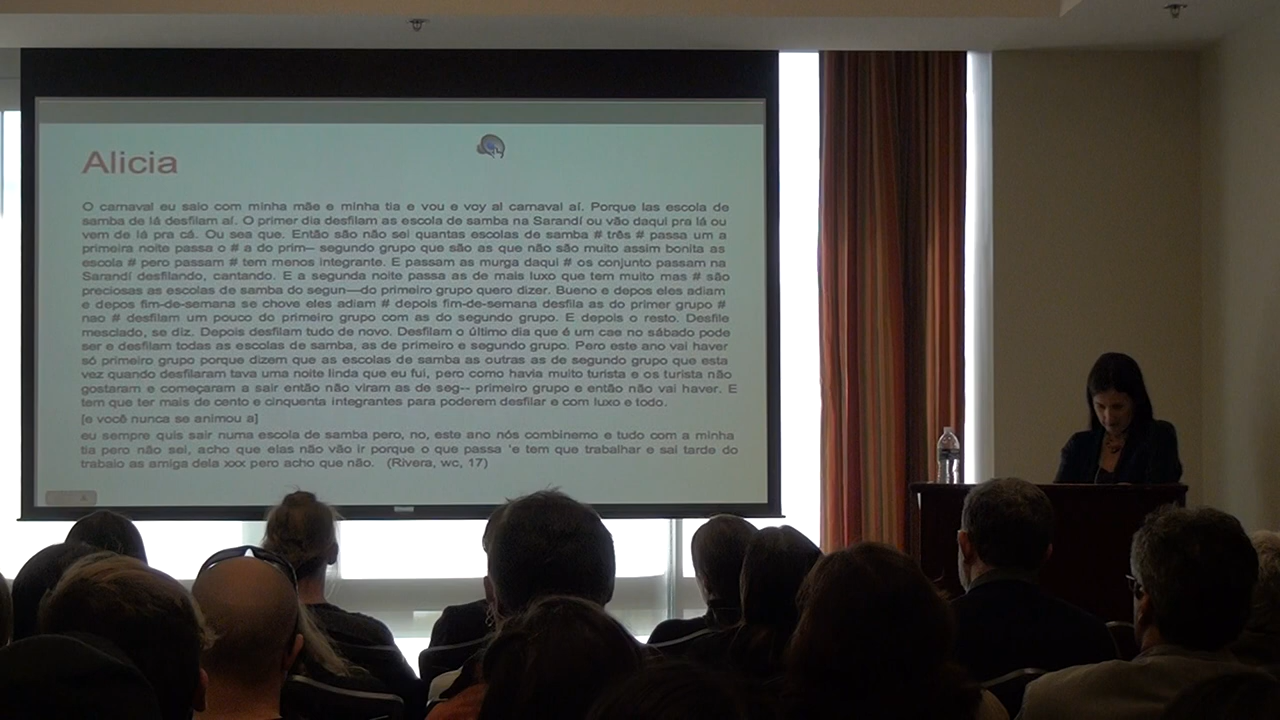 Alicia
O carnaval eu saio com minha mãe e minha tia e vou e voy al carnaval aí. Porque las escola de
samba de lá desfilam aí. O primer dia desfilam as escola de samba na Sarandí ou vão daqui pra lá ou
vem de lá pra cá. Ou sea que. Então são não sei quantas escolas de samba # três # passa um a
primeira noite passa o # a do prim– segundo grupo que são as que não são muito assim bonita as
escola # pero passam # tem menos integrante. E passam as murga daqui # os conjunto passam na
Sarandí desfilando, cantando. E a segunda noite passa as de mais luxo que tem muito mas # são
preciosas as escolas de samba do segun—do primeiro grupo quero dizer. Bueno e depois eles adiam
e depos fim-de-semana se chove eles adiam # depois fim-de-semana desfila as do primer grupo #
nao # desfilam um pouco do primeiro grupo com as do segundo grupo. E depois o resto. Desfile
mesclado, se diz. Depois desfilam tudo de novo. Desfilam o último dia que é um cae no sábado pode
ser e desfilam todas as escolas de samba, as de primeiro e segundo grupo. Pero este ano vai haver
só primeiro grupo porque dizem que as escolas de samba as outras as de segundo grupo que esta
vez quando desfilaram tava uma noite linda que eu fui, pero como havia muito turista e os turista não
gostaram e começaram a sair então não viram as de seg-- primeiro grupo e então não vai haver. E
tem que ter mais de cento e cinquenta integrantes para poderem desfilar e com luxo e todo.
[e você nunca se animou a]
eu sempre quis sair numa escola de samba pero, no, este ano nós combinemo e tudo com a minha
tia pero não sei, acho que elas não vão ir porque o que passa 'e tem que trabalhar e sai tarde do
trabaio as amiga dela xxx pero acho que não. (Rivera, wc, 17)